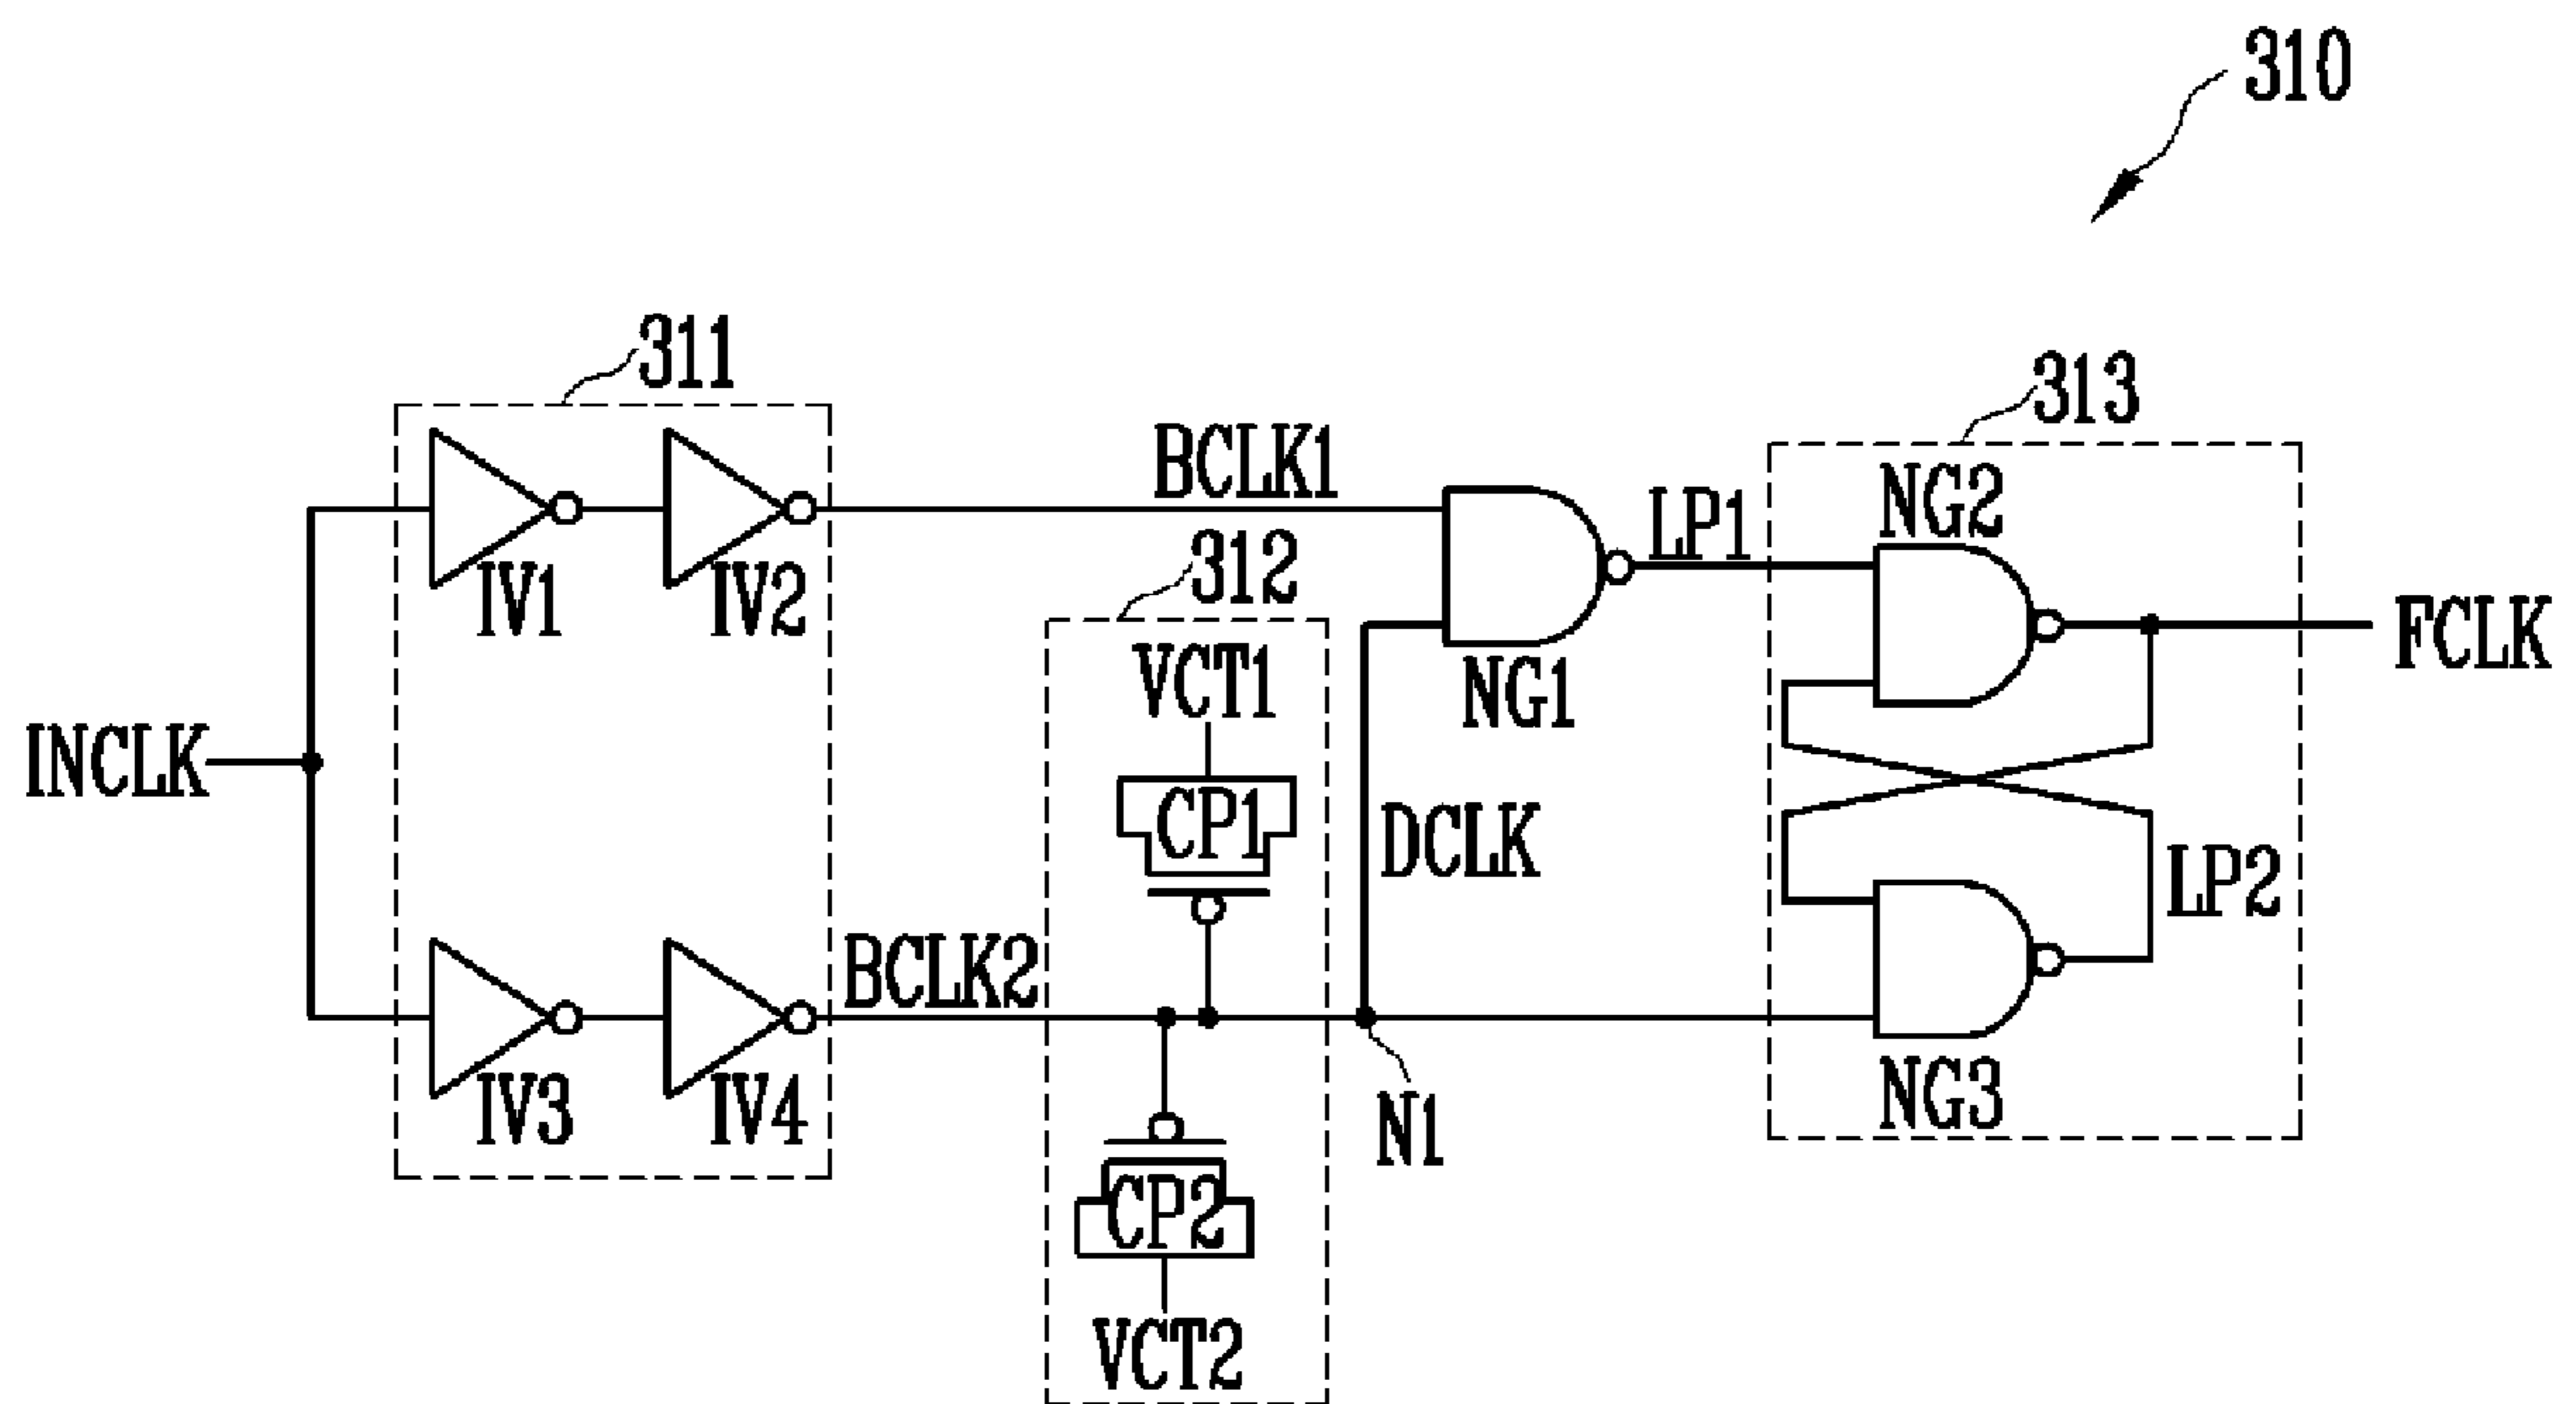 310
311
313
BCLK1
NG2
LP1
312
IV1
IV2
VCT1
NG1
FCLK
INCLK
CP1
DCLK
LP2
BCLK2
IV3
IV4
N1
NG3
CP2
VCT2